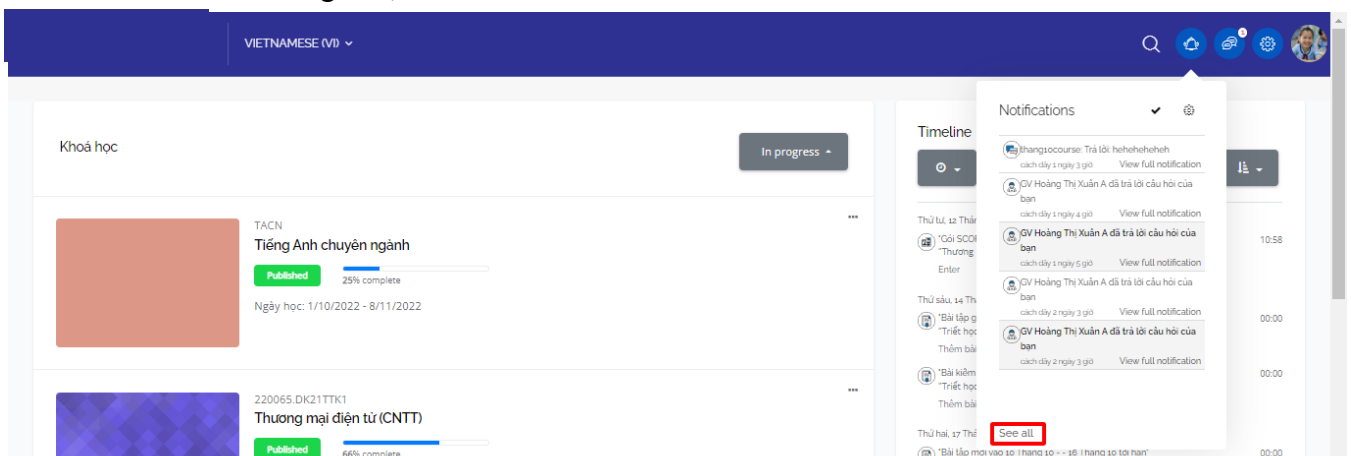 VIETNAMESE (VI)
1
Khoá học
In progress
TACN
Tiếng Anh chuyên ngành
Published
25% complete
Ngày học: 1/10/2022 - 8/11/2022
220065.DK21TTK1
Thương mại điện tử (CNTT)
Published
66% complete
Timeline
Thứ tư, 12
"Gói
"Thương
10:58
Enter
Thứ sáu, 14
"Bài tập
00:00
"Triết học
Thêm bài
"Bài kiểm
00:00
"Triết học
Thêm bài
Thứ hai, 17
"Bài tập mới vào 10 Tháng 10 - - 16 Tháng 10 tới hạn"
00:00
Notifications
thang10course: Trả lời: heheheheheh
cách đây 1 ngày 3 giờ View full notification
GV Hoàng Thị Xuân A đã trả lời câu hỏi của
bạn
cách đây 1 ngày 4 giờ View full notification
GV Hoàng Thị Xuân A đã trả lời câu hỏi của
bạn
cách đây 1 ngày 5 giờ View full notification
GV Hoàng Thị Xuân A đã trả lời câu hỏi của
bạn
cách đây 2 ngày 3 giờ View full notification
GV Hoàng Thị Xuân A đã trả lời câu hỏi của
bạn
cách đây 2 ngày 3 giờ View full notification
See all